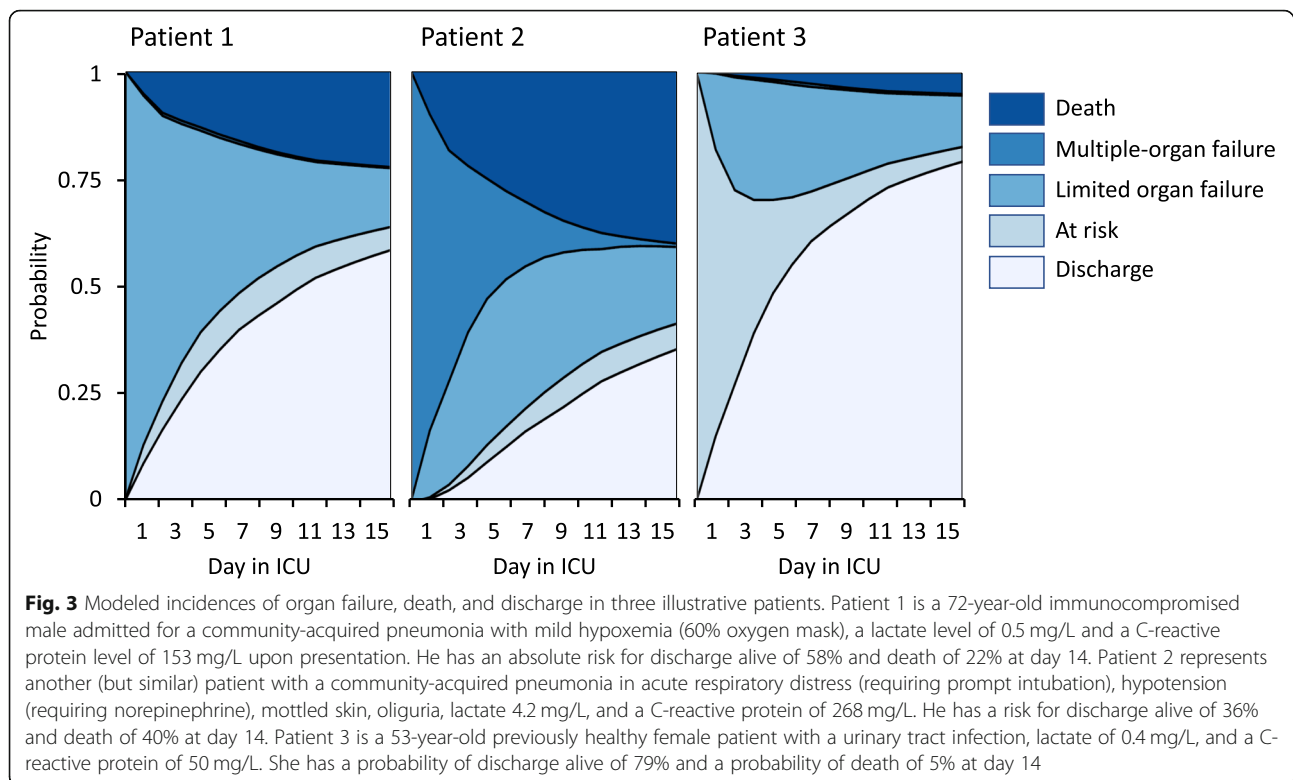 Patient 1
Patient 2
Patient 3
1
0.75
0.5
0.25
0
Probability
1 3 5 7 9 11 13 15
1 3 5 7 9 11 13 15
1 3 5 7 9 11 13 15
Day in ICU
Day in ICU
Day in ICU
Death
Multiple-organ failure
Limited organ failure
At risk
Discharge
Fig. 3 Modeled incidences of organ failure, death, and discharge in three illustrative patients. Patient 1 is a 72-year-old immunocompromised
male admitted for a community-acquired pneumonia with mild hypoxemia (60% oxygen mask), a lactate level of 0.5 mg/L and a C-reactive
protein level of 153 mg/L upon presentation. He has an absolute risk for discharge alive of 58% and death of 22% at day 14. Patient 2 represents
another (but similar) patient with a community-acquired pneumonia in acute respiratory distress (requiring prompt intubation), hypotension
(requiring norepinephrine), mottled skin, oliguria, lactate 4.2 mg/L, and a C-reactive protein of 268 mg/L. He has a risk for discharge alive of 36%
and death of 40% at day 14. Patient 3 is a 53-year-old previously healthy female patient with a urinary tract infection, lactate of 0.4 mg/L, and a C-
reactive protein of 50 mg/L. She has a probability of discharge alive of 79% and a probability of death of 5% at day 14